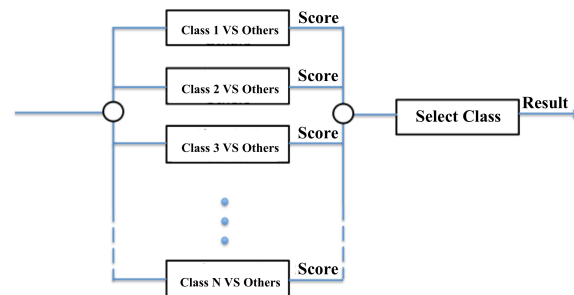 Class 1 VS Others
Score
Class 2 VS Others
Score
Class 3 VS Others
Score
Select Class
Result
Class N VS Others
Score